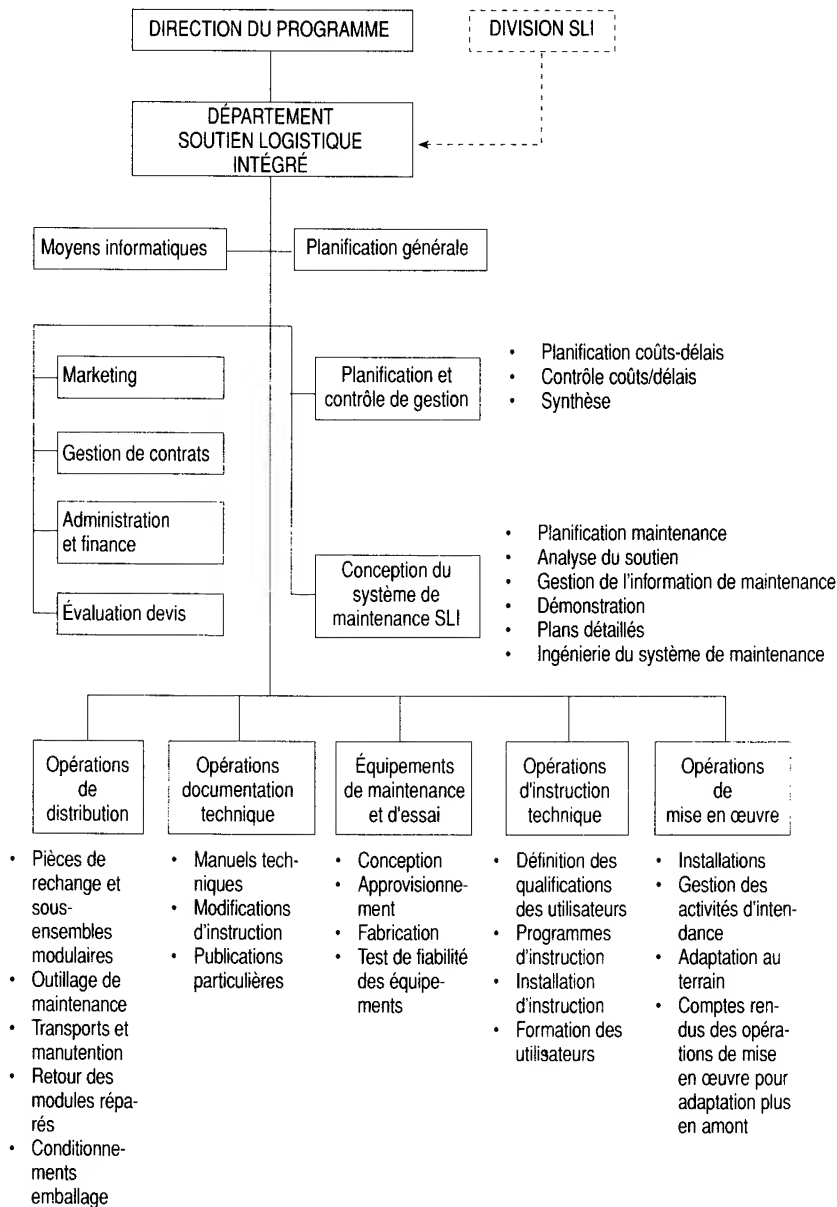 DIRECTION DU PROGRAMME
DIVISION SLI
DÉPARTEMENT
SOUTIEN LOGISTIQUE
INTÉGRÉ
Moyens informatiques
Planification générale
Marketing
Gestion de contrats
Administration
et finance
Évaluation devis
Planification et
contrôle de gestion
• Planification coûts-délais
• Contrôle coûts/délais
• Synthèse
Conception du
système de
maintenance SLI
• Planification maintenance
• Analyse du soutien
• Gestion de l'information de maintenance
• Démonstration
• Plans détaillés
• Ingénierie du système de maintenance
Opérations
de
distribution
• Pièces de
rechange et
sous-
ensembles
modulaires
• Outillage de
maintenance
• Transports et
manutention
• Retour des
modules répa-
rés
• Conditionne-
ments
emballage
Opérations
documentation
technique
• Manuels tech-
niques
• Modifications
d'instruction
• Publications
particulières
Équipements
de maintenance
et d'essai
• Conception
• Approvisionne-
ment
• Fabrication
• Test de fiabilité
des équipe-
ments
Opérations
d'instruction
technique
• Définition des
qualifications
des utilisateurs
• Programmes
d'instruction
• Installation
d'instruction
• Formation des
utilisateurs
Opérations
de
mise en œuvre
• Installations
• Gestion des
activités d'inten-
dance
• Adaptation au
terrain
• Comptes ren-
dus des opéra-
tions de mise
en œuvre pour
adaptation plus
en amont